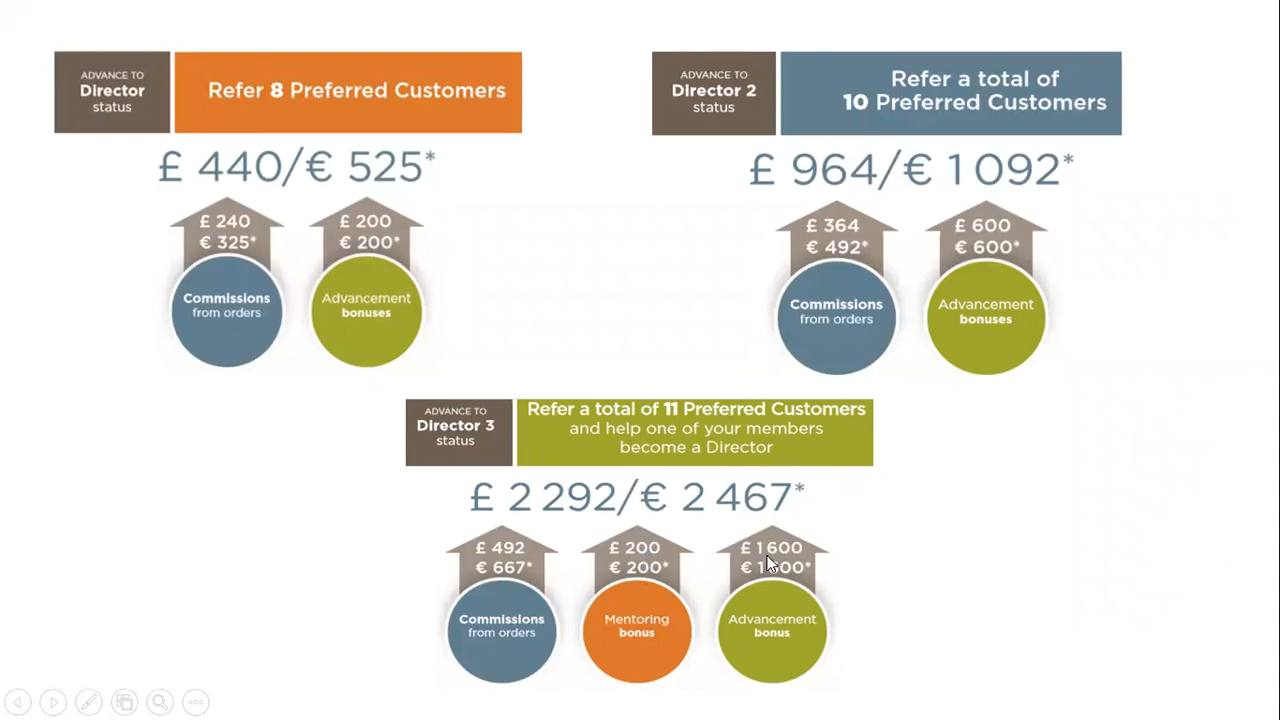 ADVANCE TO
Director
status
Refer 8 Preferred Customers
£ 440/€ 525*
£ 240
€ 325*
£ 200
€ 200*
Commissions
from orders
Advancement
bonuses
ADVANCE TO
Director 2
status
Refer a total of
10 Preferred Customers
£ 964/€ 1 092*
£ 364
€ 492*
£ 600
€ 600*
Commissions
from orders
Advancement
bonuses
ADVANCE TO
Director 3
status
Refer a total of 11 Preferred Customers
and help one of your members
become a Director
£ 2 292/€ 2 467*
£ 492
€ 667*
£ 200
€ 200*
£ 1 600
Commissions
from orders
Mentoring
bonus
Advancement
bonus